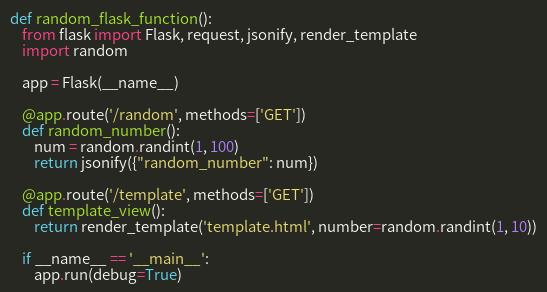 def random_flask_function():
    from flask import Flask, request, jsonify, render_template
    import random

    app = Flask(__name__)

    @app.route('/random', methods=['GET'])
    def random_number():
        num = random.randint(1, 100)
        return jsonify({"random_number": num})

    @app.route('/template', methods=['GET'])
    def template_view():
        return render_template('template.html', number=random.randint(1, 10))

    if __name__ == '__main__':
        app.run(debug=True)